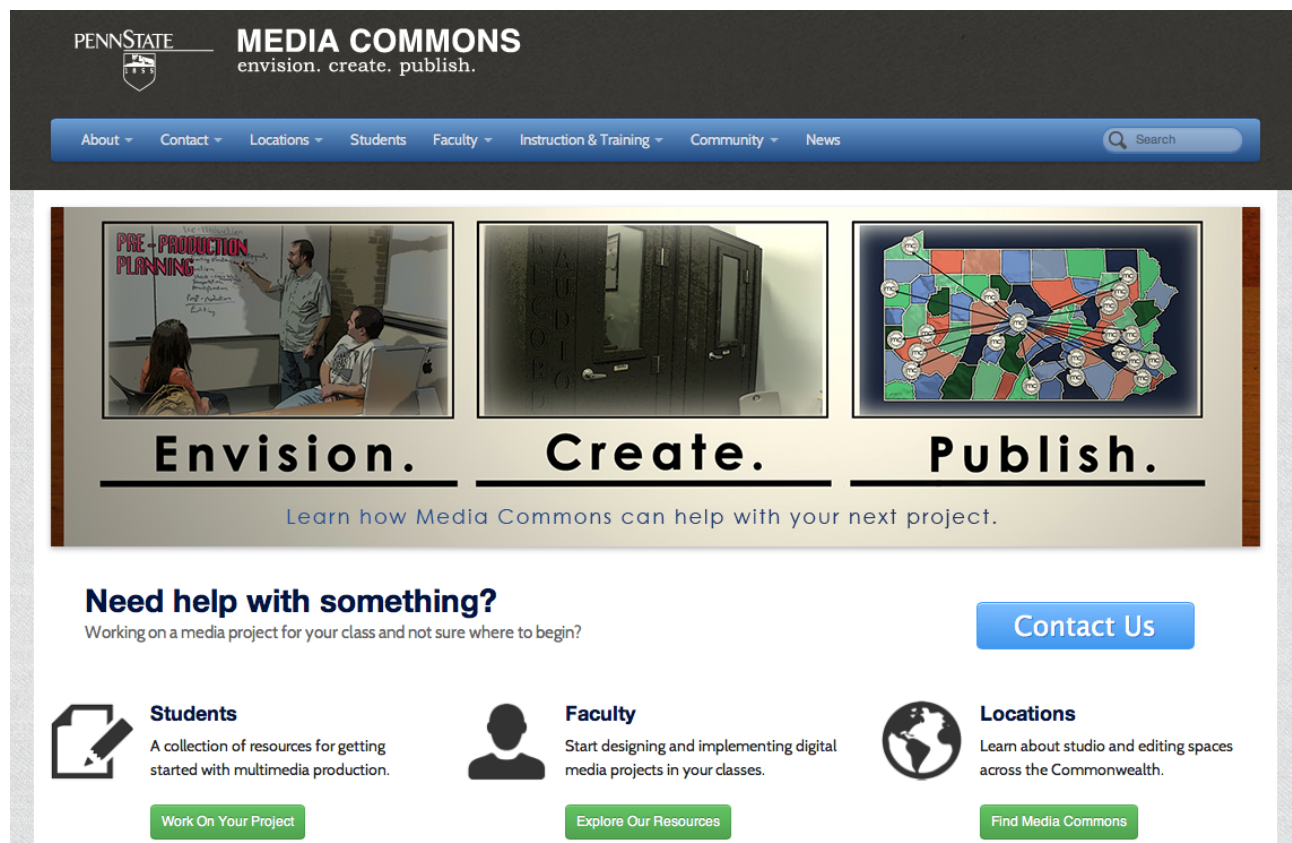 PENNSTATE
1855
MEDIA COMMONS
envision. create. publish.
About
Contact
Locations
Students
Faculty
Instruction & Training
Community
News
Search
PRE-PRODUCTION
PLANNING
RECORD
AUDIO
mc
Envision.
Create.
Publish.
Learn how Media Commons can help with your next project.
Need help with something?
Working on a media project for your class and not sure where to begin?
Contact Us
Students
A collection of resources for getting
started with multimedia production.
Work On Your Project
Faculty
Start designing and implementing digital
media projects in your classes.
Explore Our Resources
Locations
Learn about studio and editing spaces
across the Commonwealth.
Find Media Commons